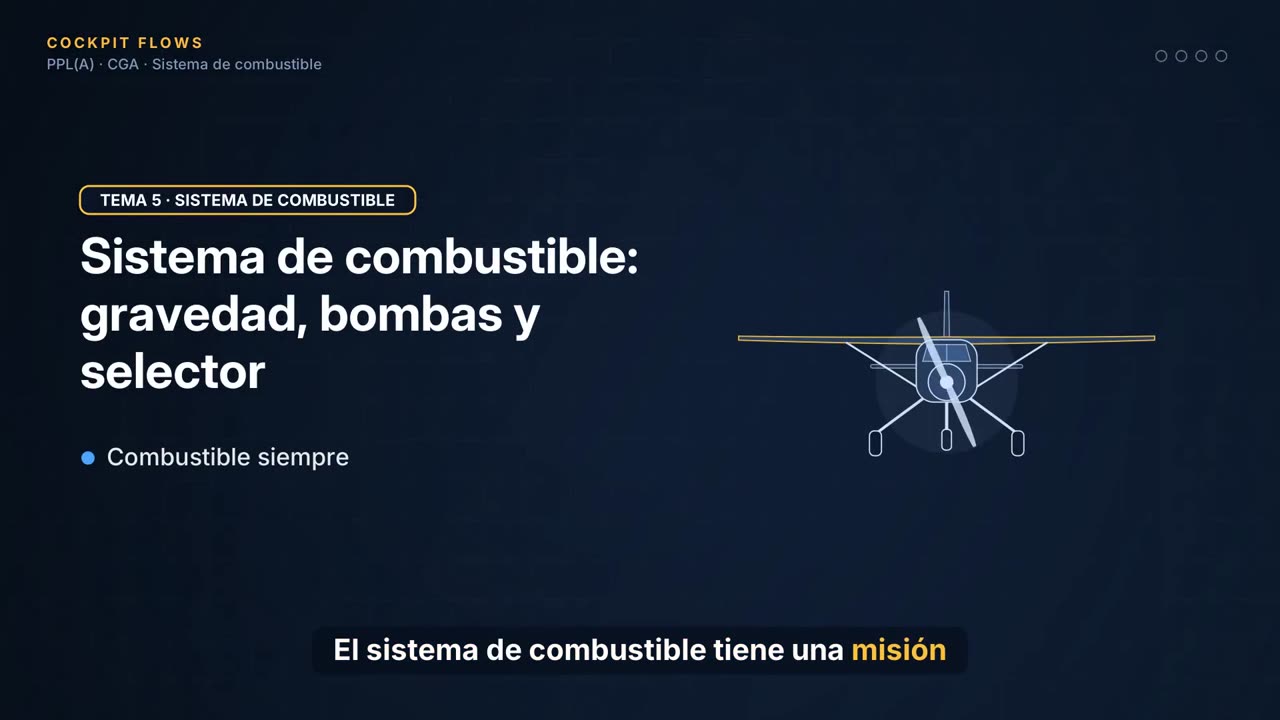 COCKPIT FLOWS
PPL(A) · CGA · Sistema de combustible
TEMA 5 · SISTEMA DE COMBUSTIBLE
Sistema de combustible:
gravedad, bombas y
selector
Combustible siempre
El sistema de combustible tiene una misión